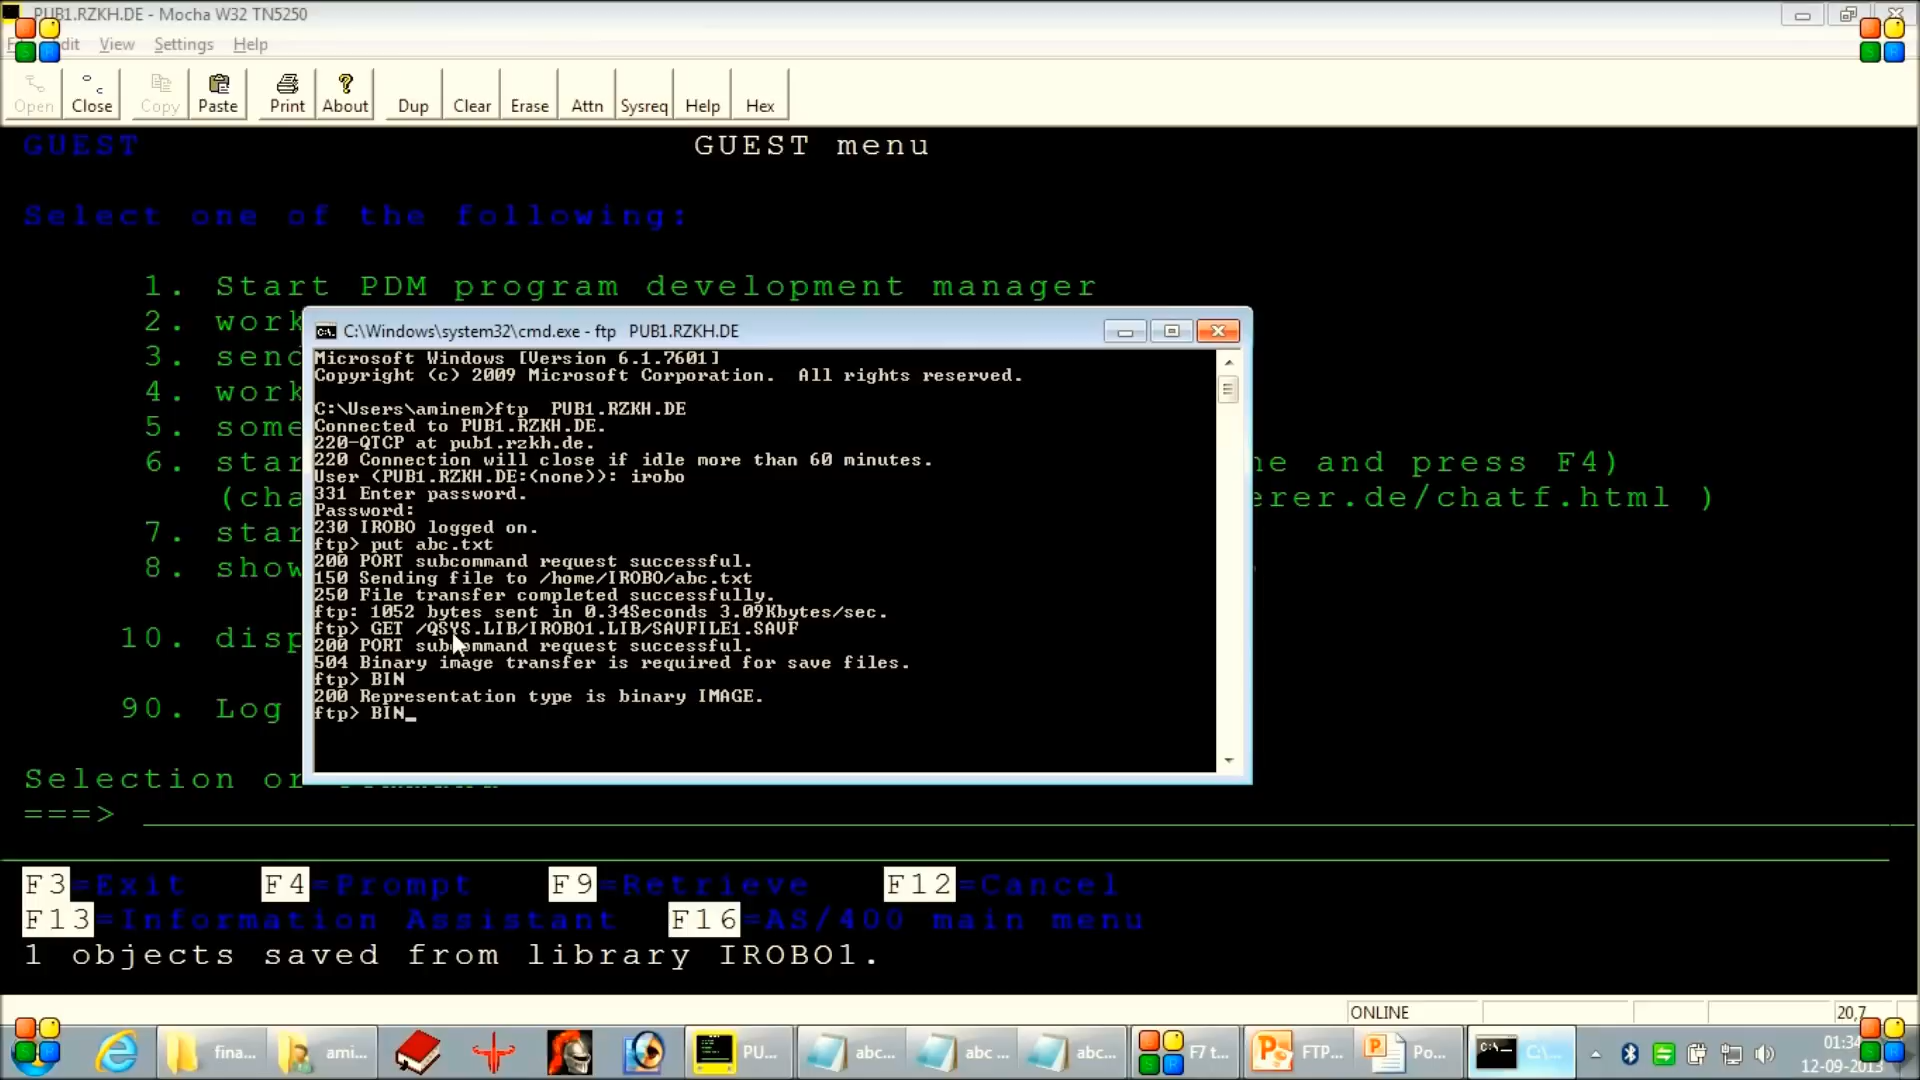 PUB1.RZKH.DE - Mocha W32 TN5250
Edit View Settings Help
Open Close Copy Paste Print About Dup Clear Erase Attn Sysreq Help Hex
GUEST GUEST menu
Select one of the following:
1. Start PDM program development manager
2. work
3. send
4. work
5. some
6. star ne and press F4)
(cha erer.de/chatf.html )
7. star
8. show
10. disp
90. Log
Selection or
===>
F3=Exit F4=Prompt F9=Retrieve F12=Cancel
F13=Information Assistant F16=AS/400 main menu
1 objects saved from library IROBO1.
C:\Windows\system32\cmd.exe - ftp PUB1.RZKH.DE
Microsoft Windows [Version 6.1.7601]
Copyright (c) 2009 Microsoft Corporation. All rights reserved.
C:\Users\aminem>ftp PUB1.RZKH.DE
Connected to PUB1.RZKH.DE.
220-QTCP at pub1.rzkh.de.
220 Connection will close if idle more than 60 minutes.
User (PUB1.RZKH.DE:(none)): irobo
331 Enter password.
Password:
230 IROBO logged on.
ftp> put abc.txt
200 PORT subcommand request successful.
150 Sending file to /home/IROBO/abc.txt
250 File transfer completed successfully.
ftp: 1052 bytes sent in 0.34Seconds 3.09Kbytes/sec.
ftp> GET /QSYS.LIB/IROBO1.LIB/SAVFILE1.SAVF
200 PORT subcommand request successful.
504 Binary image transfer is required for save files.
ftp> BIN
200 Representation type is binary IMAGE.
ftp> BIN_
ONLINE 20,7
fina... ami... PU... abc... abc ... abc... F7 t... FTP... Po... C:\...
01:34
12-09-2013